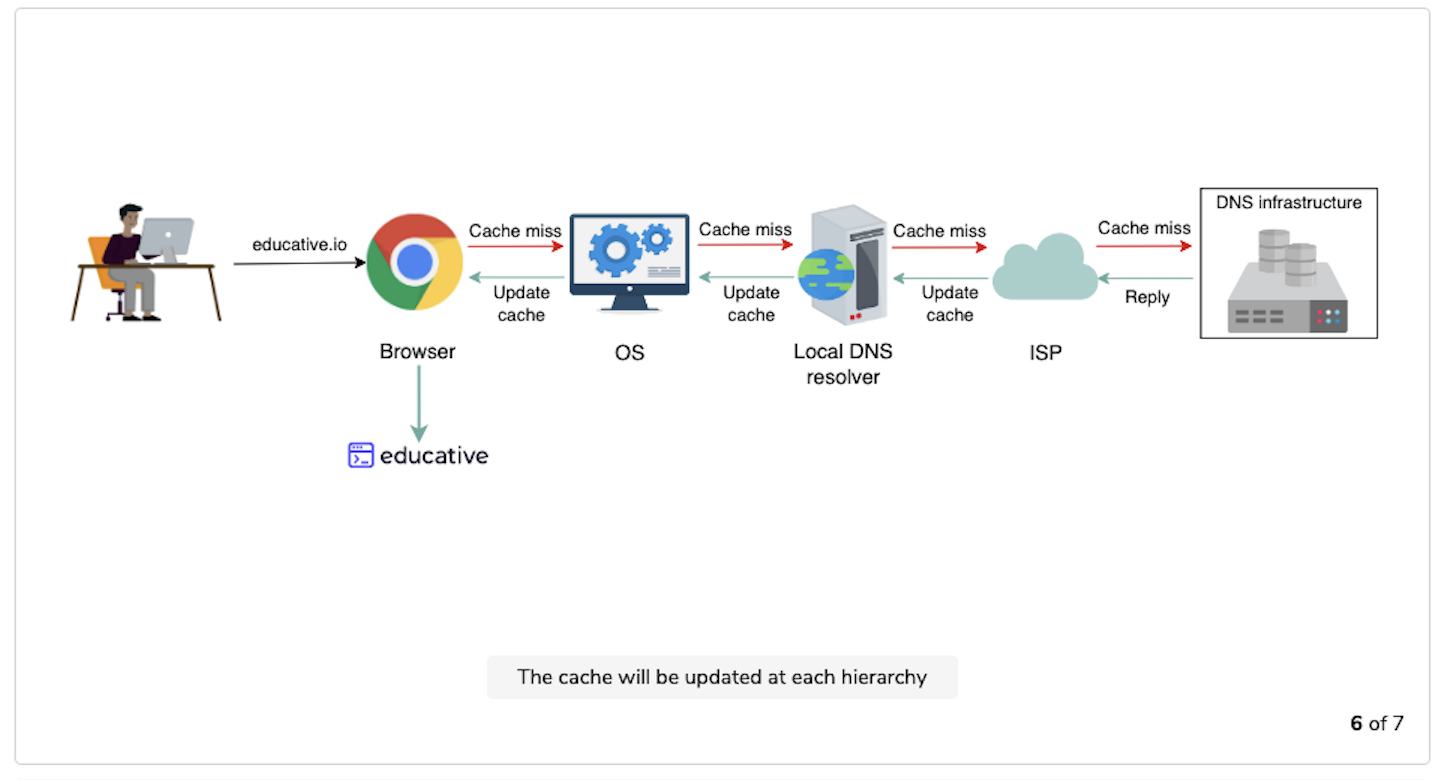 DNS infrastructure
educative.io
Cache miss
Cache miss
Cache miss
Cache miss
Update
cache
Update
cache
Update
cache
Reply
Browser
OS
Local DNS
resolver
ISP
educative
The cache will be updated at each hierarchy
6 of 7